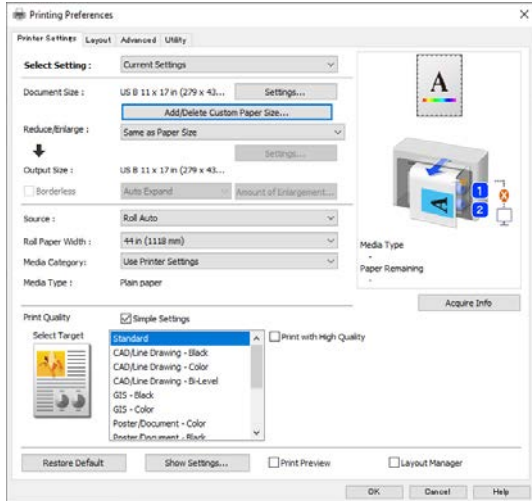 Printing Preferences
Printer Settings Layout Advanced Utility
Select Setting : Current Settings
Document Size : US B 11 x 17 in (279 x 43... Settings...
Add/Delete Custom Paper Size...
Reduce/Enlarge : Same as Paper Size
Settings...
Output Size : US B 11 x 17 in (279 x 43...
Borderless Auto Expand Amount of Enlargement...
Source : Roll Auto
Roll Paper Width : 44 in (1118 mm)
Media Category: Use Printer Settings
Media Type : Plain paper
A
A
1
2
Media Type
-
Paper Remaining
-
Acquire Info
Print Quality Simple Settings
Select Target
Standard
CAD/Line Drawing - Black
CAD/Line Drawing - Color
CAD/Line Drawing - Bi-Level
GIS - Black
GIS - Color
Poster/Document - Color
Poster/Document - Black
Print with High Quality
Restore Default Show Settings... Print Preview Layout Manager
OK Cancel Help